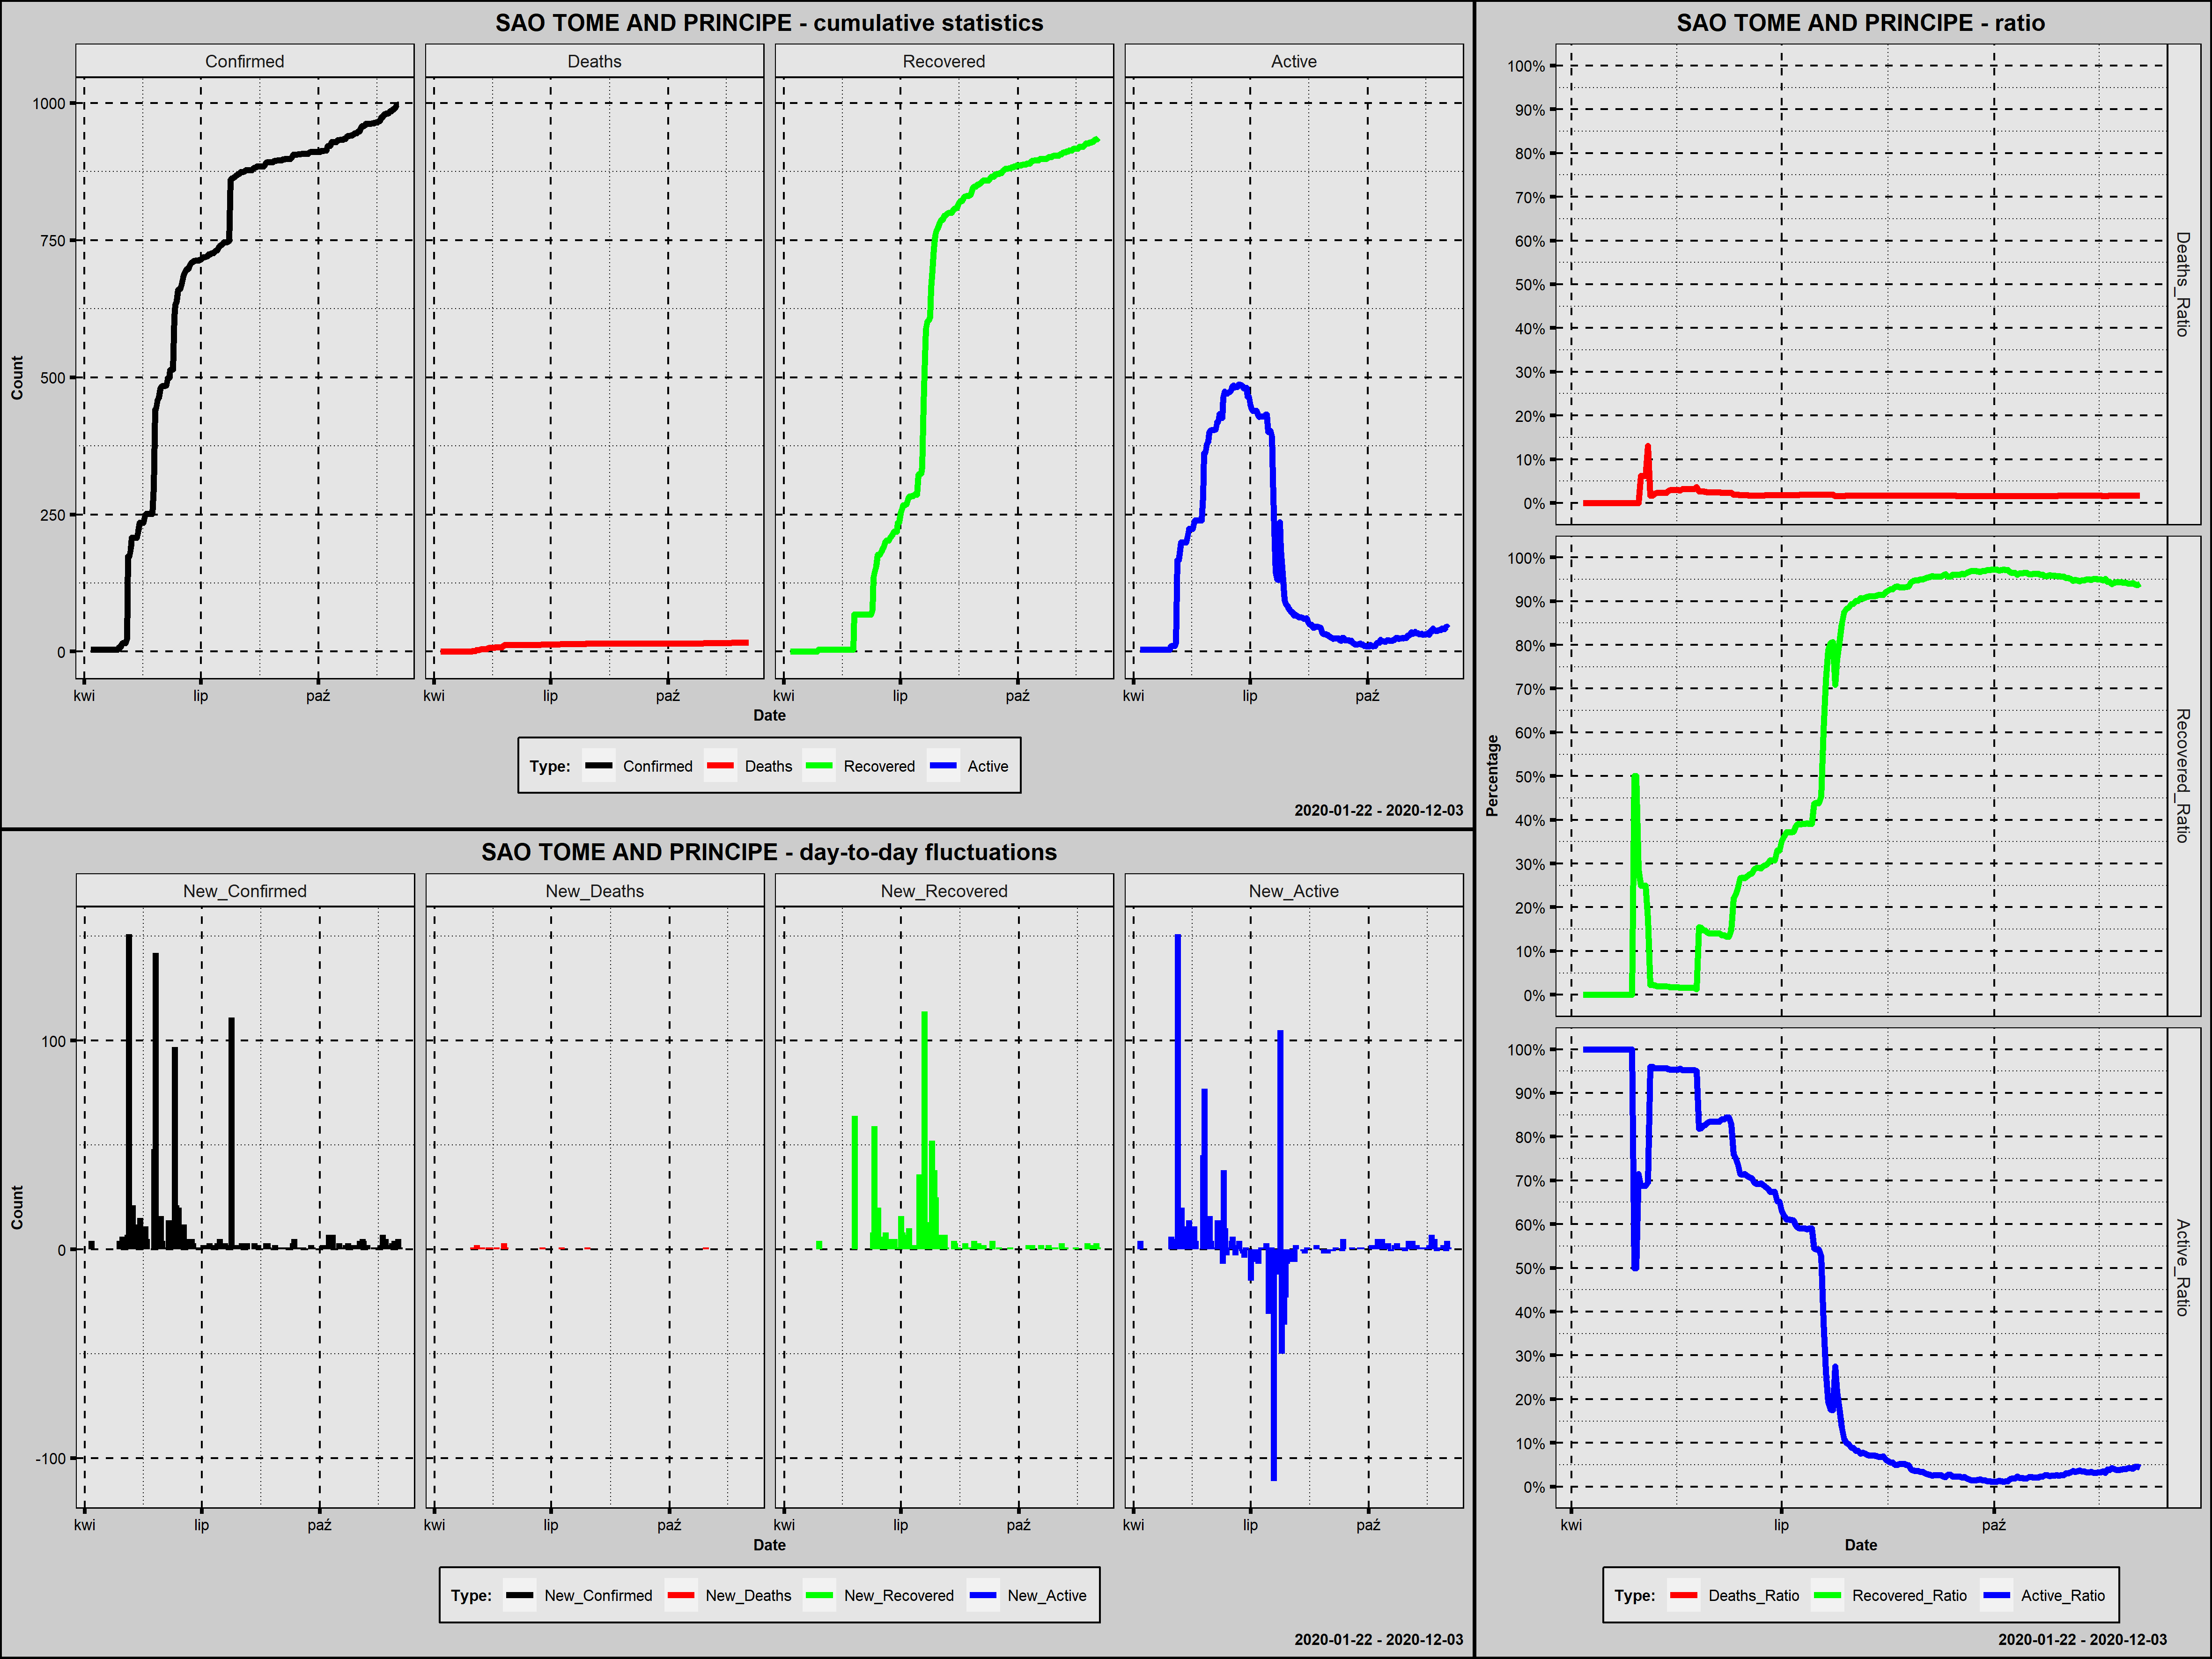 SAO TOME AND PRINCIPE - cumulative statistics
Confirmed
Deaths
Recovered
Active
Count
1000
750
500
250
0
kwi
lip
paź
kwi
lip
paź
kwi
lip
paź
kwi
lip
paź
Date
Type: Confirmed Deaths Recovered Active
2020-01-22 - 2020-12-03
SAO TOME AND PRINCIPE - day-to-day fluctuations
New_Confirmed
New_Deaths
New_Recovered
New_Active
Count
100
0
-100
kwi
lip
paź
kwi
lip
paź
kwi
lip
paź
kwi
lip
paź
Date
Type: New_Confirmed New_Deaths New_Recovered New_Active
2020-01-22 - 2020-12-03
SAO TOME AND PRINCIPE - ratio
Percentage
100%
90%
80%
70%
60%
50%
40%
30%
20%
10%
0%
Deaths_Ratio
100%
90%
80%
70%
60%
50%
40%
30%
20%
10%
0%
Recovered_Ratio
100%
90%
80%
70%
60%
50%
40%
30%
20%
10%
0%
Active_Ratio
kwi
lip
paź
Date
Type: Deaths_Ratio Recovered_Ratio Active_Ratio
2020-01-22 - 2020-12-03